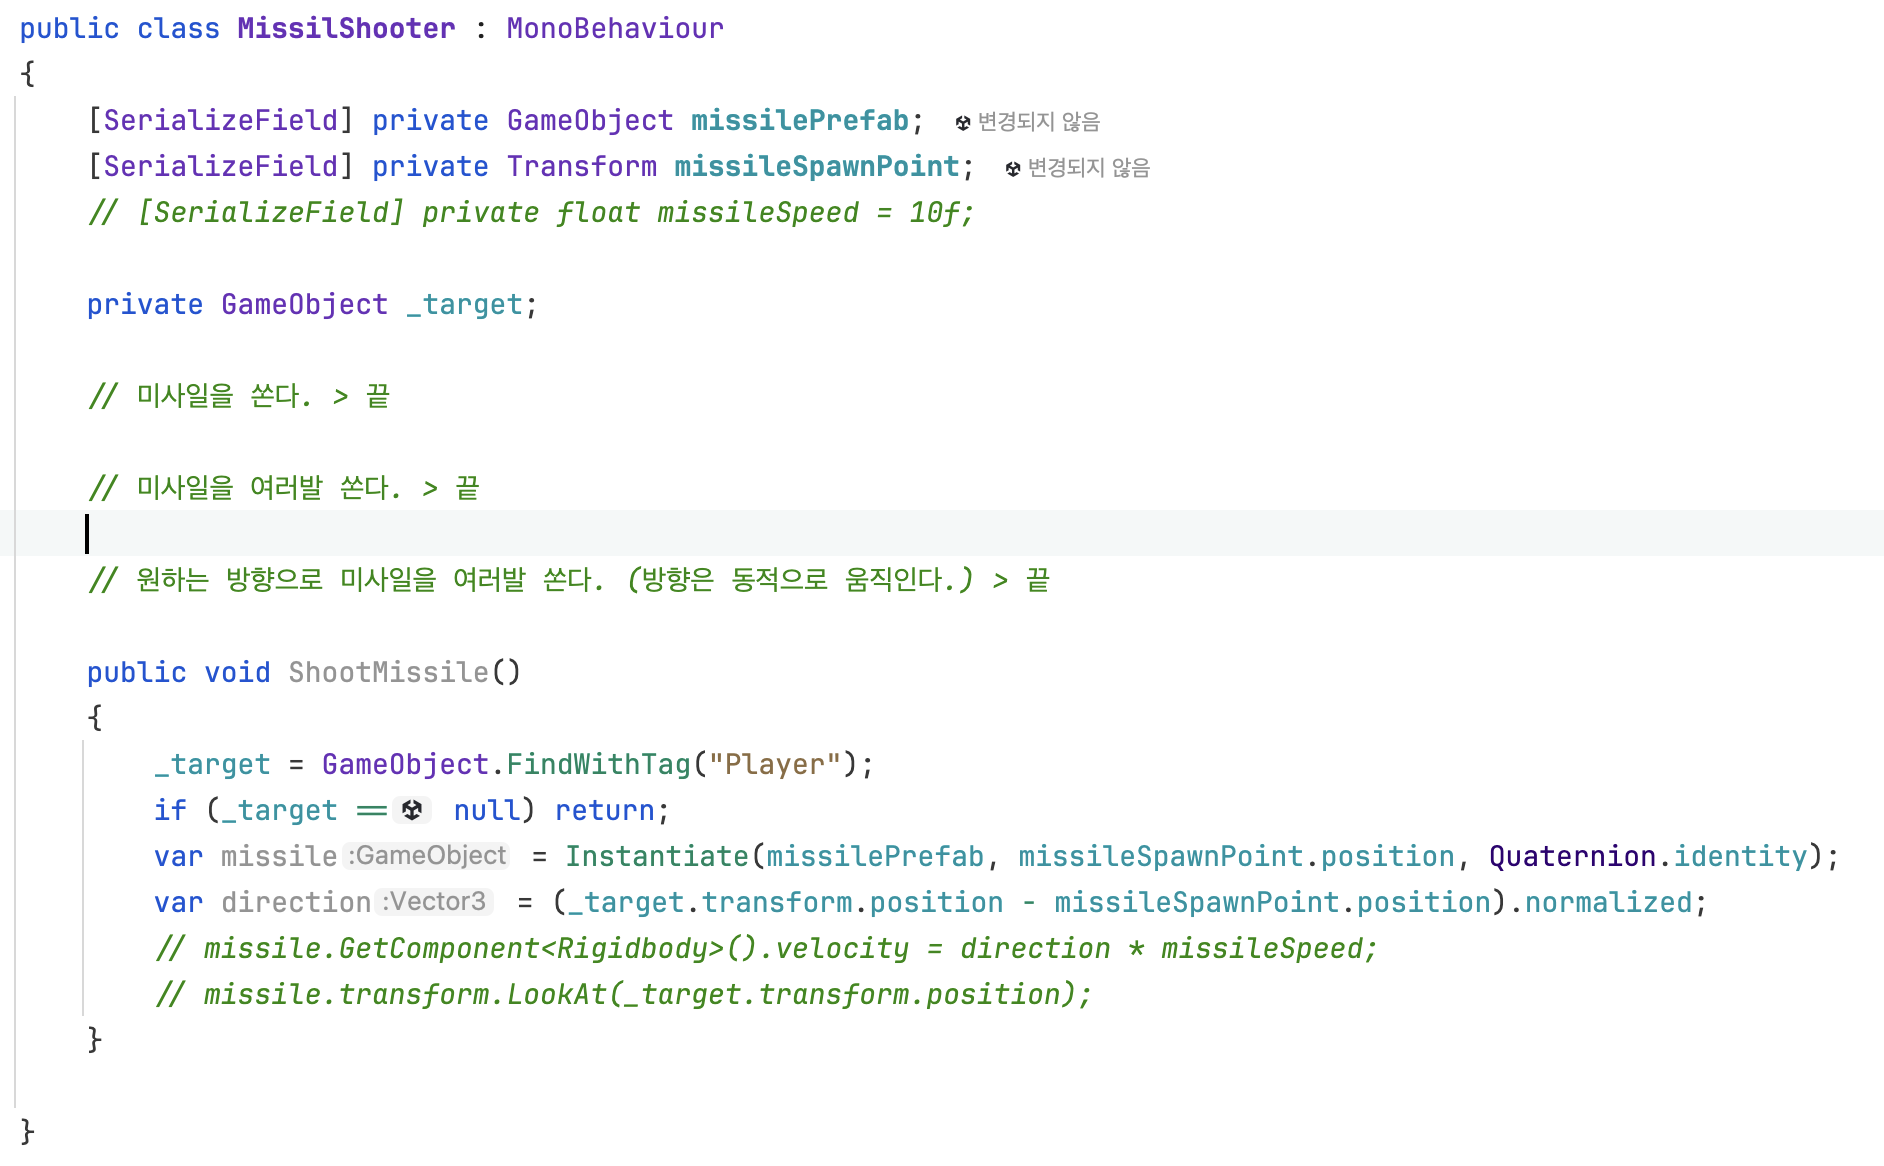 public class MissilShooter : MonoBehaviour
{
[SerializeField] private GameObject missilePrefab; 변경되지 않음
[SerializeField] private Transform missileSpawnPoint; 변경되지 않음
// [SerializeField] private float missileSpeed = 10f;
private GameObject _target;
// 미사일을 쏜다. > 끝
// 미사일을 여러발 쏜다. > 끝
// 원하는 방향으로 미사일을 여러발 쏜다. (방향은 동적으로 움직인다.) > 끝
public void ShootMissile()
{
_target = GameObject.FindWithTag("Player");
if (_target == null) return;
var missile :GameObject = Instantiate(missilePrefab, missileSpawnPoint.position, Quaternion.identity);
var direction :Vector3 = (_target.transform.position - missileSpawnPoint.position).normalized;
// missile.GetComponent<Rigidbody>().velocity = direction * missileSpeed;
// missile.transform.LookAt(_target.transform.position);
}
}